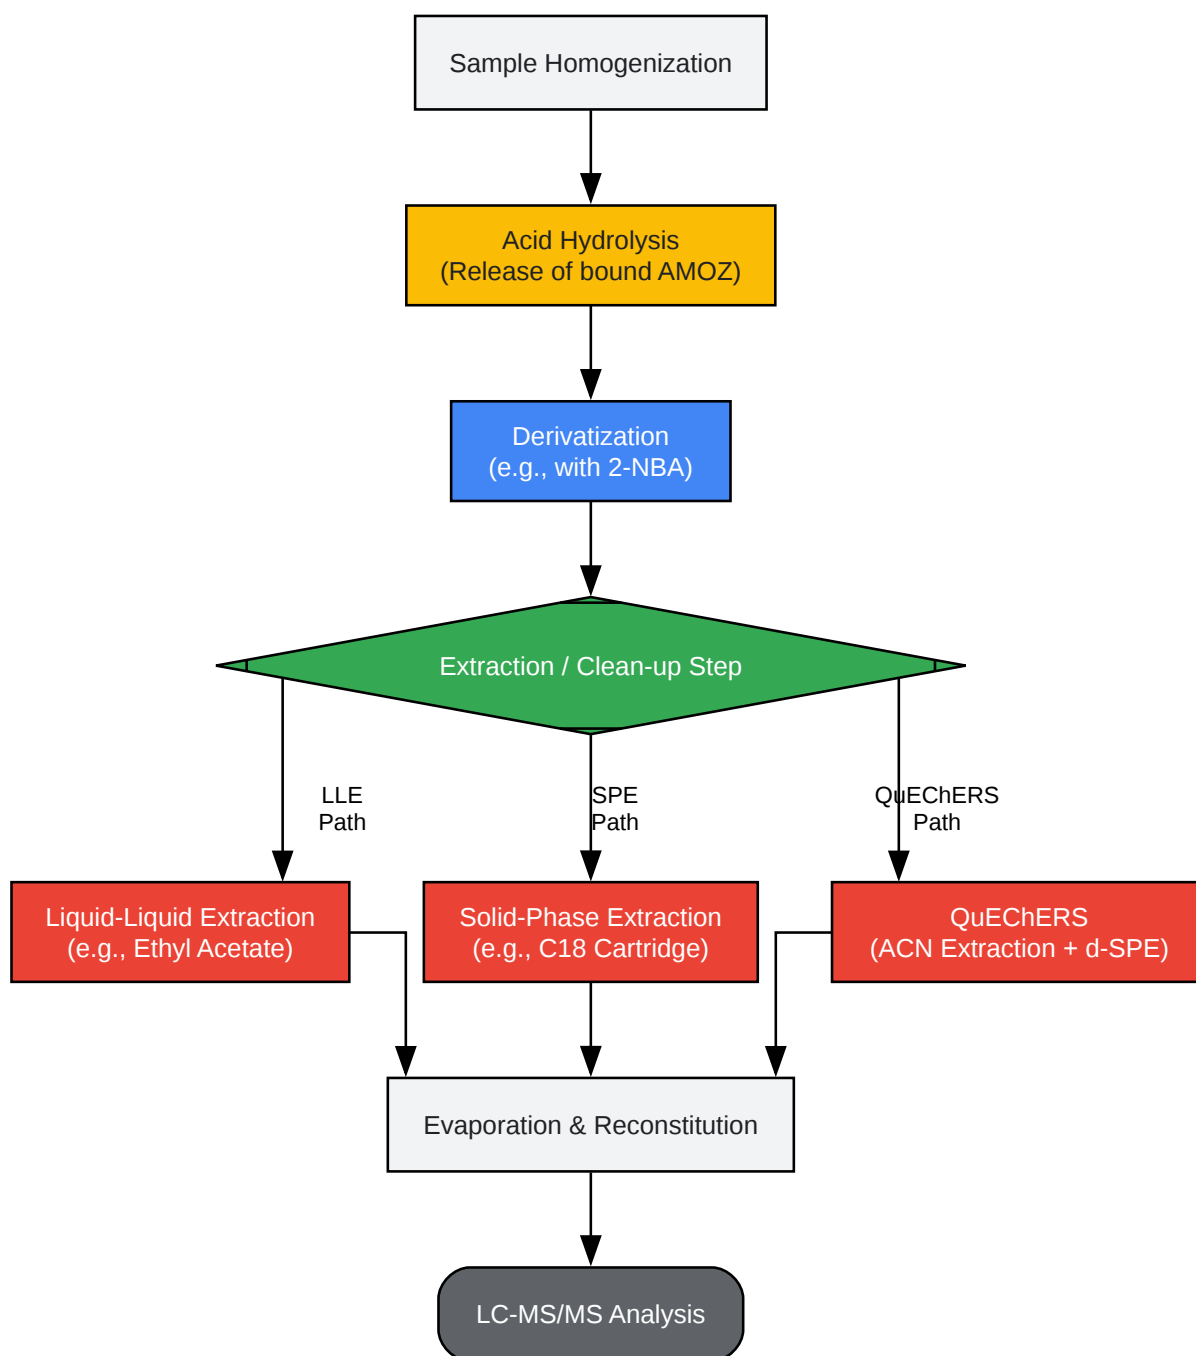 Sample Homogenization
Acid Hydrolysis
(Release of bound AMOZ)
Derivatization
(e.g., with 2-NBA)
Extraction / Clean-up Step
LLE
Path
SPE
Path
QuEChERS
Path
Liquid-Liquid Extraction
(e.g., Ethyl Acetate)
Solid-Phase Extraction
(e.g., C18 Cartridge)
QuEChERS
(ACN Extraction + d-SPE)
Evaporation & Reconstitution
LC-MS/MS Analysis